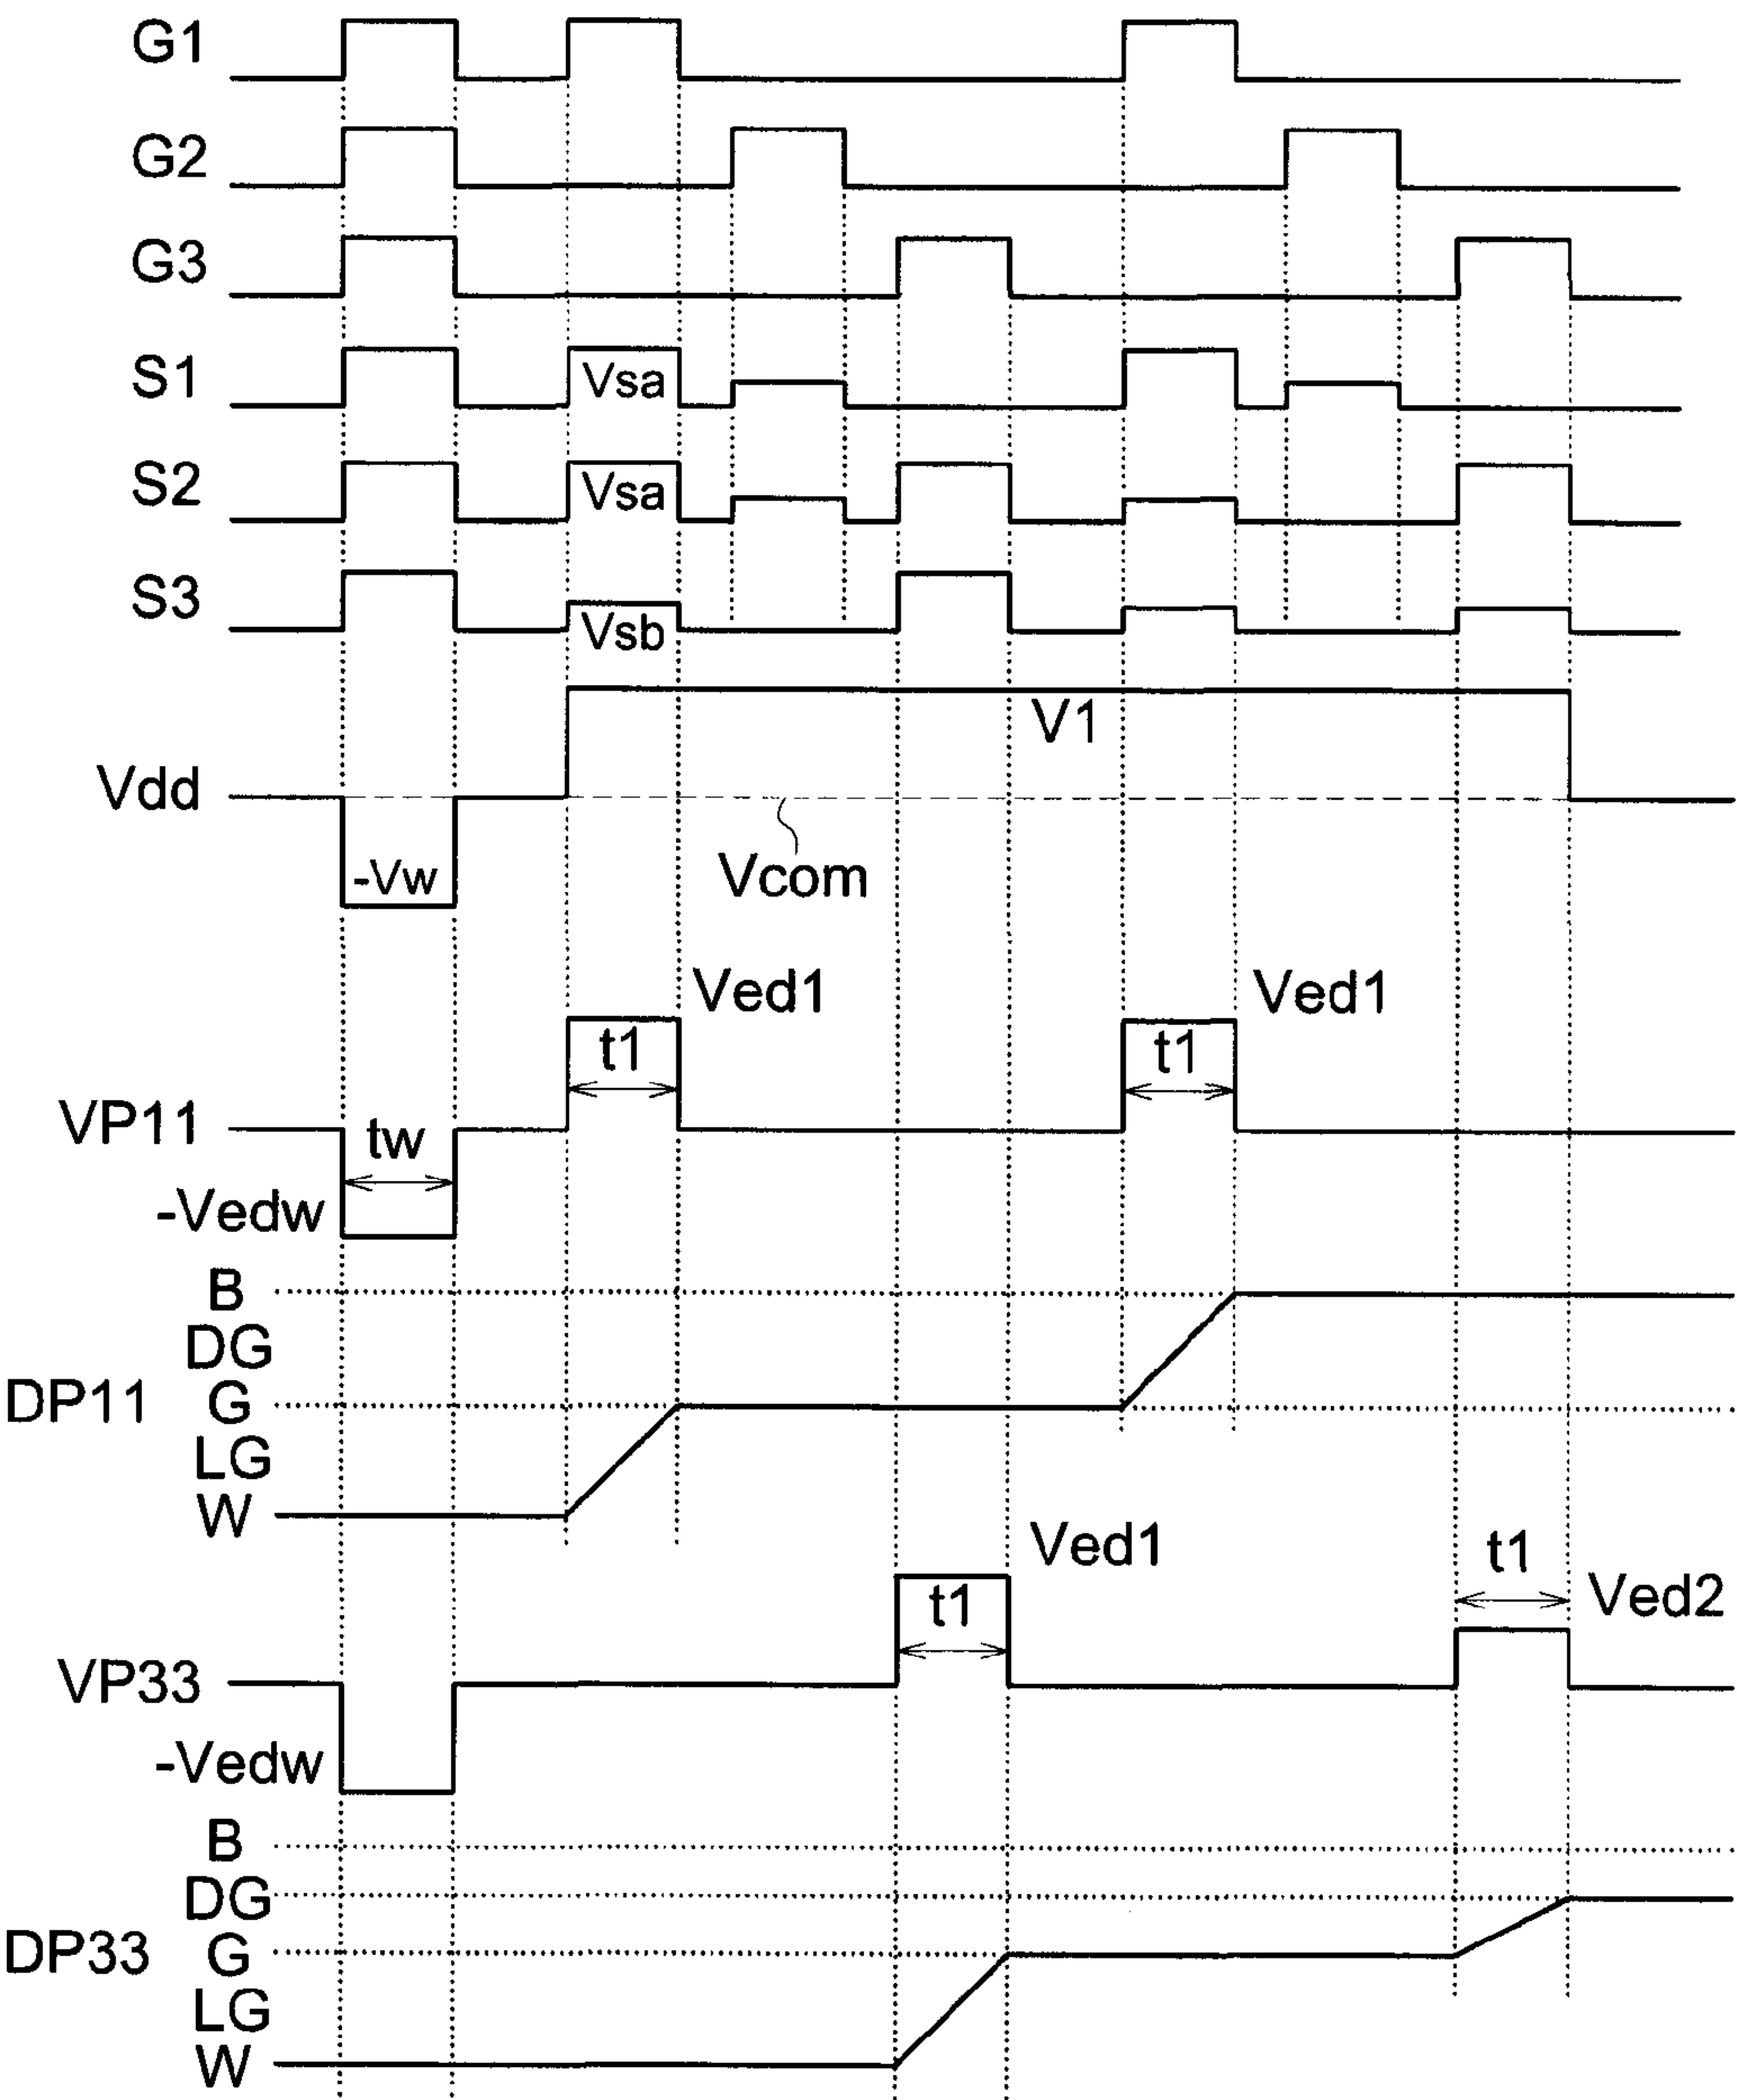 G1
G2
G3
S1
Vsa
S2
Vsa
S3
Vsb
V1
Vdd
-Vw
Vcom
Ved1
Ved1
t1
t1
VP11
tw
-Vedw
B
DG
DP11
G
LG
W
Ved1
t1
t1
Ved2
VP33
-Vedw
B
DG
DP33
G
LG
W